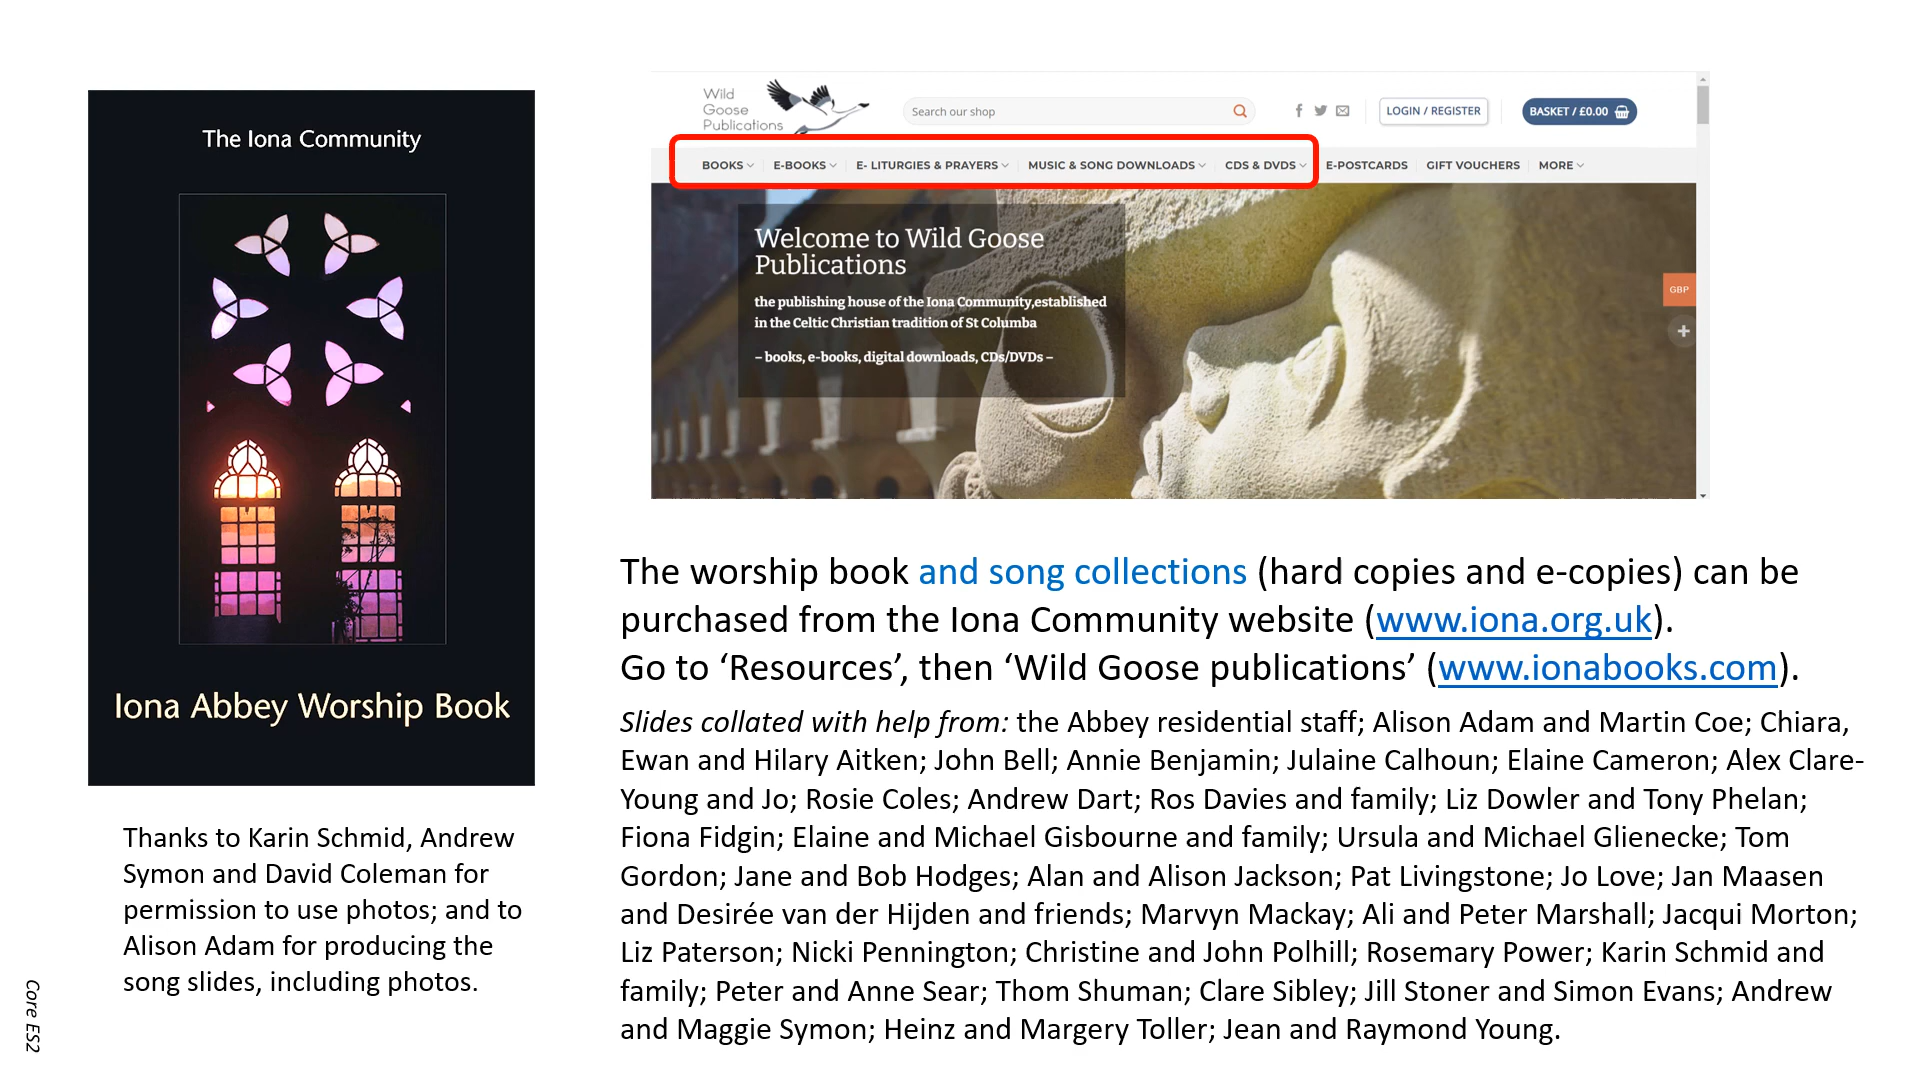 The Iona Community
Iona Abbey Worship Book
Thanks to Karin Schmid, Andrew
Symon and David Coleman for
permission to use photos; and to
Alison Adam for producing the
song slides, including photos.
Core ES2
Wild
Goose
Publications
Search our shop
LOGIN / REGISTER
BASKET / £0.00
BOOKS E-BOOKS E- LITURGIES & PRAYERS MUSIC & SONG DOWNLOADS CDS & DVDS E-POSTCARDS GIFT VOUCHERS MORE
Welcome to Wild Goose
Publications
the publishing house of the Iona Community,established
in the Celtic Christian tradition of St Columba
– books, e-books, digital downloads, CDs/DVDs –
GBP
The worship book and song collections (hard copies and e-copies) can be
purchased from the Iona Community website (www.iona.org.uk).
Go to ‘Resources’, then ‘Wild Goose publications’ (www.ionabooks.com).
Slides collated with help from: the Abbey residential staff; Alison Adam and Martin Coe; Chiara,
Ewan and Hilary Aitken; John Bell; Annie Benjamin; Julaine Calhoun; Elaine Cameron; Alex Clare-
Young and Jo; Rosie Coles; Andrew Dart; Ros Davies and family; Liz Dowler and Tony Phelan;
Fiona Fidgin; Elaine and Michael Gisbourne and family; Ursula and Michael Glienecke; Tom
Gordon; Jane and Bob Hodges; Alan and Alison Jackson; Pat Livingstone; Jo Love; Jan Maasen
and Desirée van der Hijden and friends; Marvyn Mackay; Ali and Peter Marshall; Jacqui Morton;
Liz Paterson; Nicki Pennington; Christine and John Polhill; Rosemary Power; Karin Schmid and
family; Peter and Anne Sear; Thom Shuman; Clare Sibley; Jill Stoner and Simon Evans; Andrew
and Maggie Symon; Heinz and Margery Toller; Jean and Raymond Young.